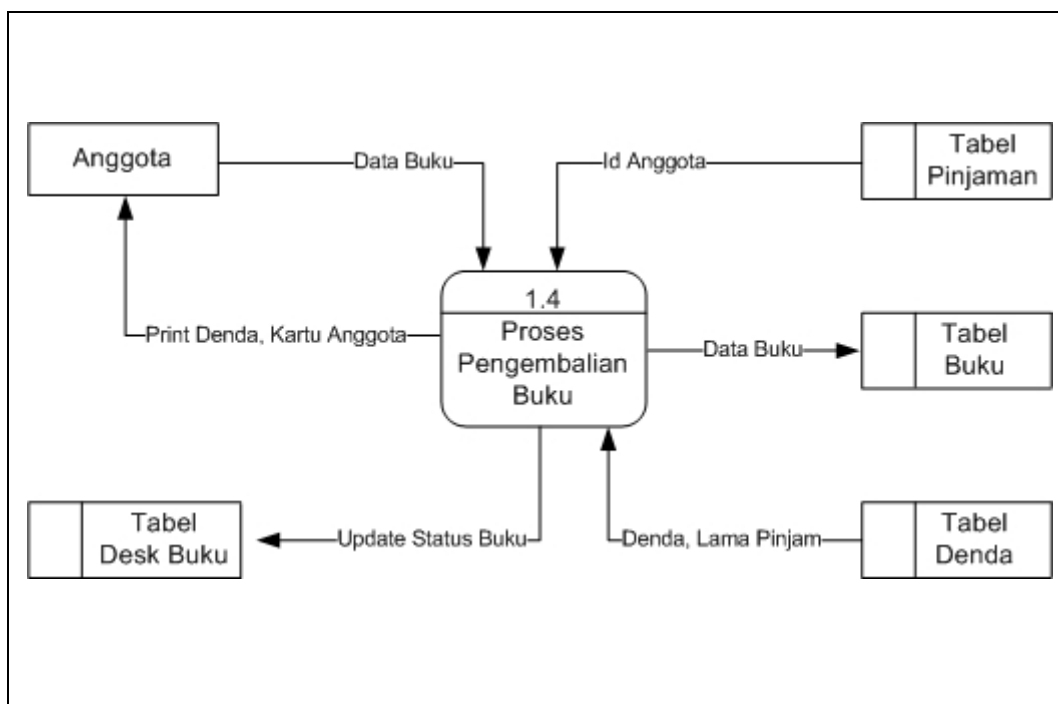 Anggota
Data Buku
Id Anggota
Tabel
Pinjaman
1.4
Proses
Pengembalian
Buku
Print Denda, Kartu Anggota
Data Buku
Tabel
Buku
Tabel
Desk Buku
Update Status Buku
Denda, Lama Pinjam
Tabel
Denda